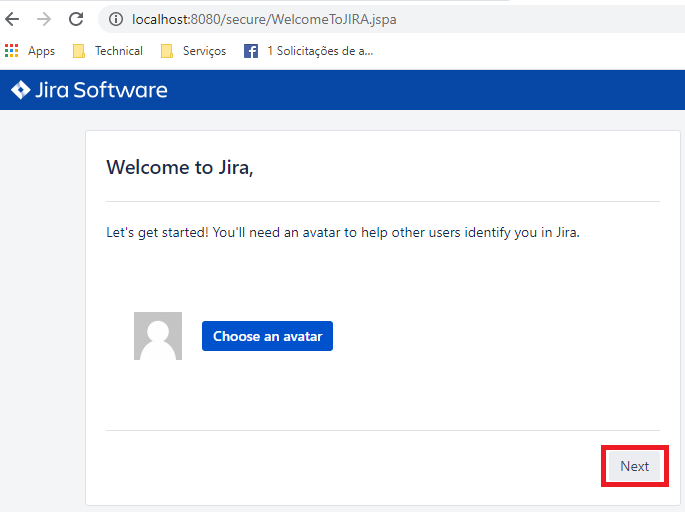 localhost:8080/secure/WelcomeToJIRA.jspa
Apps Technical Serviços 1 Solicitações de a...
Jira Software
Welcome to Jira,
Let's get started! You'll need an avatar to help other users identify you in Jira.
Choose an avatar
Next